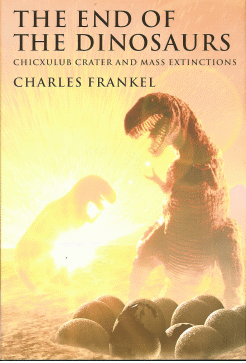 THE END OF
THE DINOSAURS
CHICXULUB CRATER AND MASS EXTINCTIONS
CHARLES FRANKEL